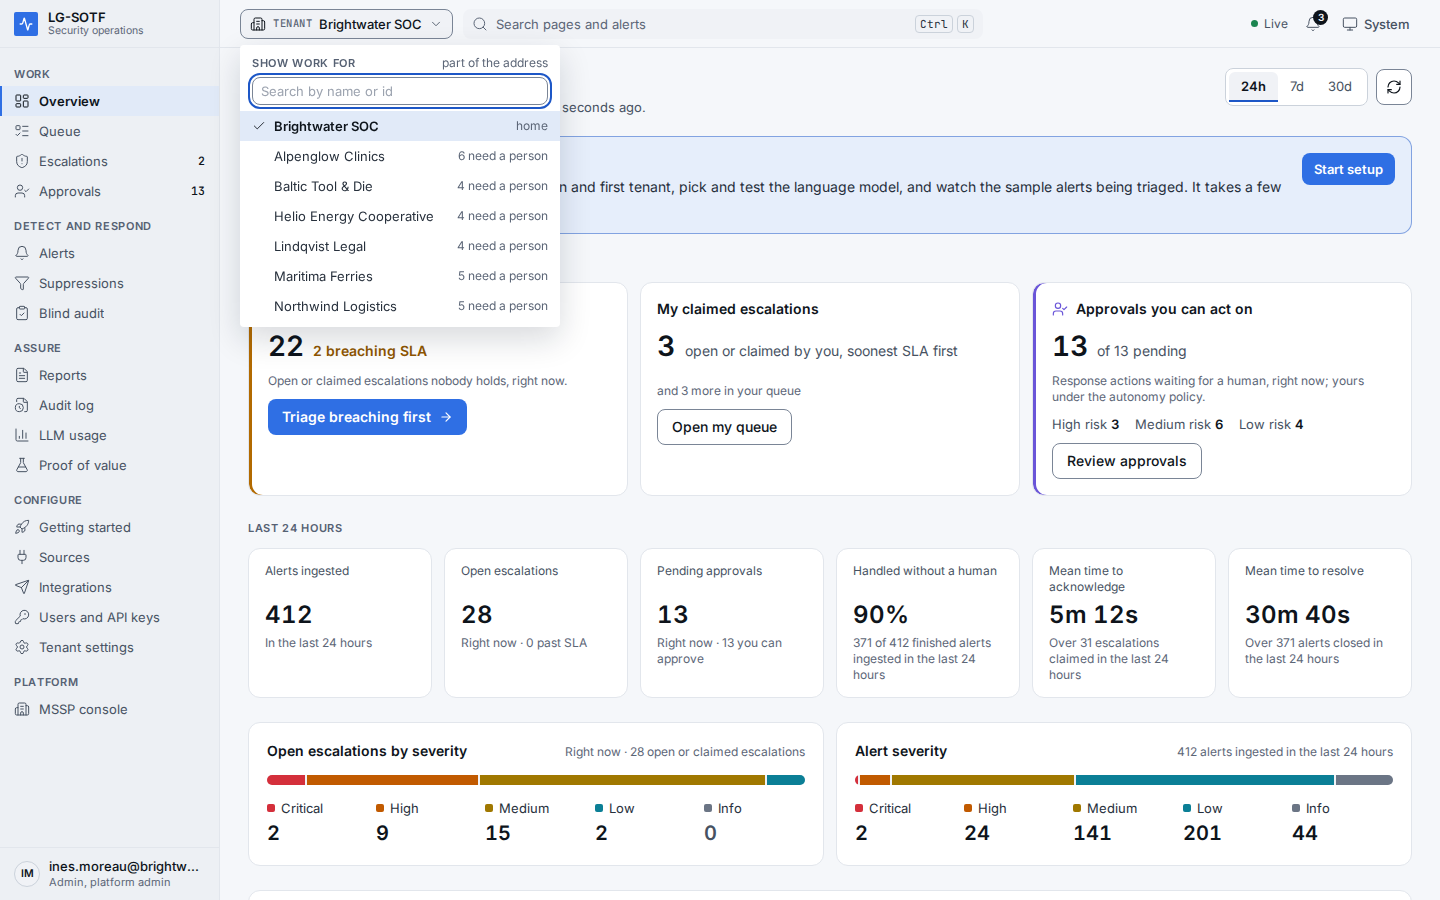 LG-SOTF
Security operations
WORK
Overview
Queue
Escalations 2
Approvals 13
DETECT AND RESPOND
Alerts
Suppressions
Blind audit
ASSURE
Reports
Audit log
LLM usage
Proof of value
CONFIGURE
Getting started
Sources
Integrations
Users and API keys
Tenant settings
PLATFORM
MSSP console
IM
ines.moreau@brightw...
Admin, platform admin
TENANT Brightwater SOC
Search pages and alerts Ctrl K
Live
3
System
SHOW WORK FOR part of the address
Search by name or id
Brightwater SOC home
Alpenglow Clinics 6 need a person
Baltic Tool & Die 4 need a person
Helio Energy Cooperative 4 need a person
Lindqvist Legal 4 need a person
Maritima Ferries 5 need a person
Northwind Logistics 5 need a person
seconds ago.
24h 7d 30d
n and first tenant, pick and test the language model, and watch the sample alerts being triaged. It takes a few
Start setup
22 2 breaching SLA
Open or claimed escalations nobody holds, right now.
Triage breaching first
My claimed escalations
3 open or claimed by you, soonest SLA first
and 3 more in your queue
Open my queue
Approvals you can act on
13 of 13 pending
Response actions waiting for a human, right now; yours
under the autonomy policy.
High risk 3 Medium risk 6 Low risk 4
Review approvals
LAST 24 HOURS
Alerts ingested
412
In the last 24 hours
Open escalations
28
Right now · 0 past SLA
Pending approvals
13
Right now · 13 you can
approve
Handled without a human
90%
371 of 412 finished alerts
ingested in the last 24
hours
Mean time to
acknowledge
5m 12s
Over 31 escalations
claimed in the last 24
hours
Mean time to resolve
30m 40s
Over 371 alerts closed in
the last 24 hours
Open escalations by severity Right now · 28 open or claimed escalations
Critical High Medium Low Info
2 9 15 2 0
Alert severity 412 alerts ingested in the last 24 hours
Critical High Medium Low Info
2 24 141 201 44